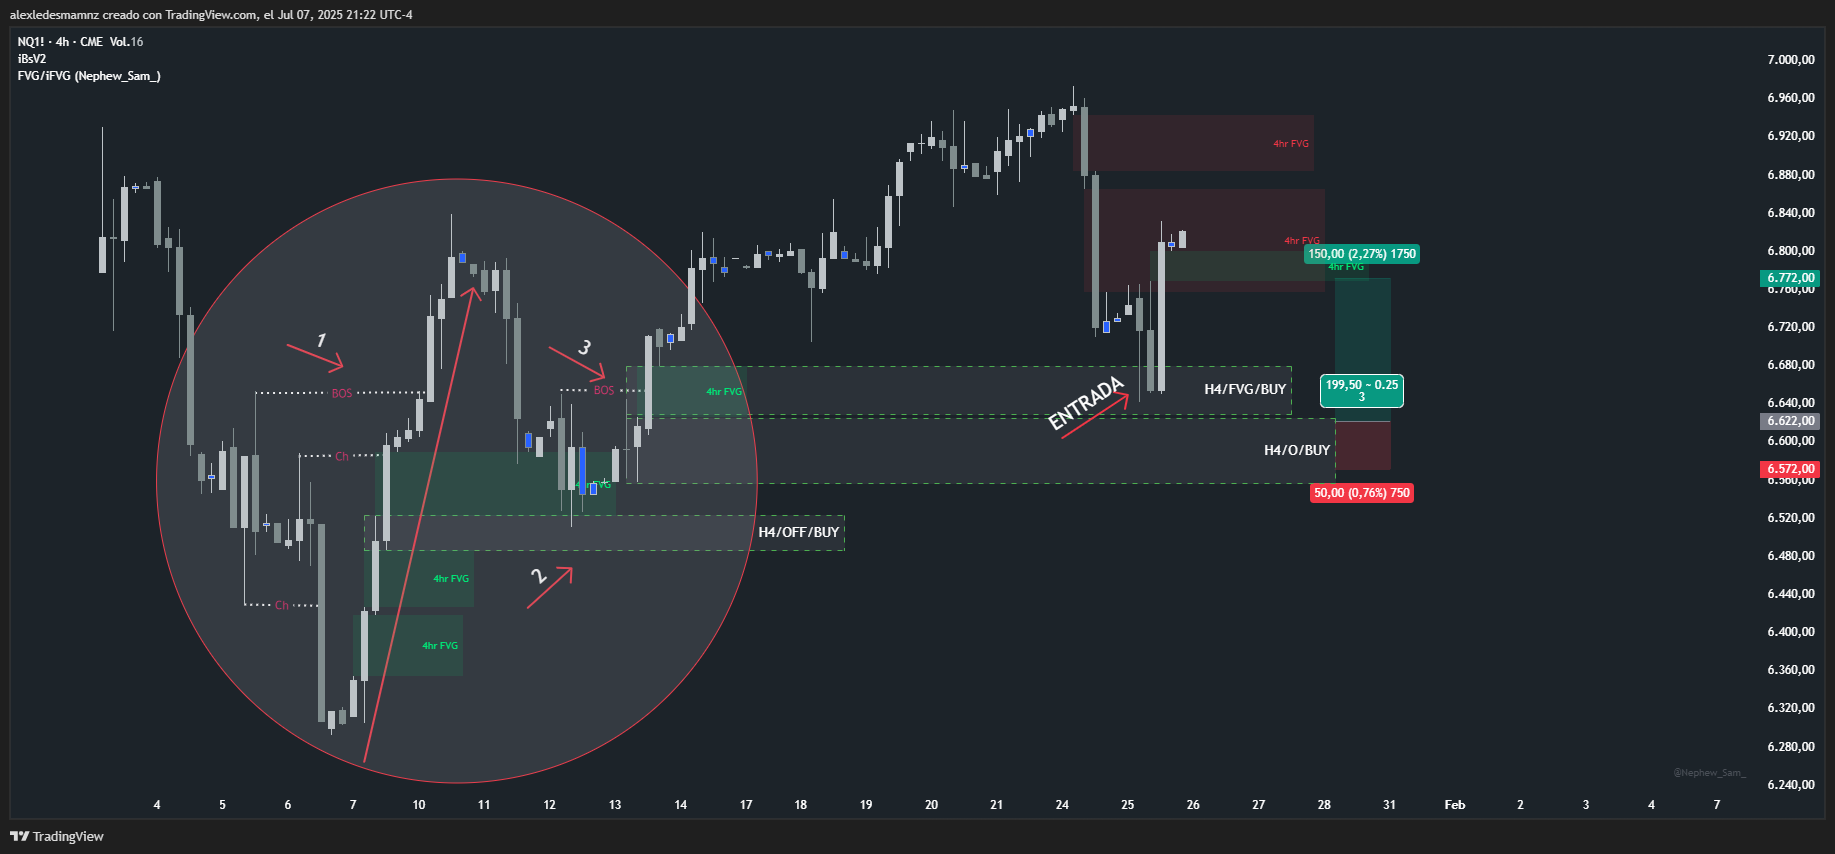 alexledesmamnz creado con TradingView.com, el Jul 07, 2025 21:22 UTC-4
NQ1! · 4h · CME Vol.16
iBsV2
FVG/iFVG (Nephew_Sam_)
7.000,00
6.960,00
6.920,00
6.880,00
6.840,00
6.800,00
6.772,00
6.760,00
6.720,00
6.680,00
6.640,00
6.622,00
6.600,00
6.572,00
6.560,00
6.520,00
6.480,00
6.440,00
6.400,00
6.360,00
6.320,00
6.280,00
6.240,00
4hr FVG
4hr FVG
150,00 (2,27%) 1750
4hr FVG
1
3
BOS
BOS
4hr FVG
ENTRADA
H4/FVG/BUY
199,50 ~ 0.25
3
H4/O/BUY
Ch
4hr FVG
50,00 (0,76%) 750
H4/OFF/BUY
2
4hr FVG
Ch
4hr FVG
@Nephew_Sam_
4 5 6 7 10 11 12 13 14 17 18 19 20 21 24 25 26 27 28 31 Feb 2 3 4 7
TradingView